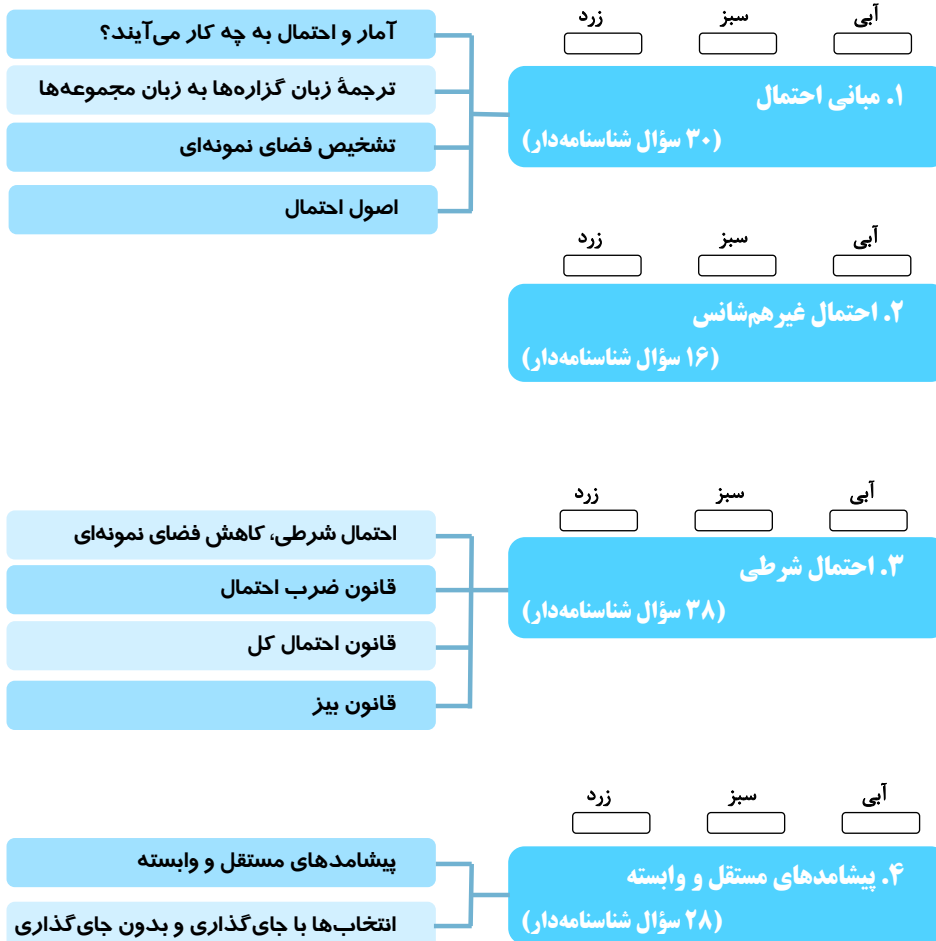 آبی سبز زرد
۱. مبانی احتمال
(۳۰ سؤال شناسنامه‌دار)
آمار و احتمال به چه کار می‌آیند؟
ترجمهٔ زبان گزاره‌ها به زبان مجموعه‌ها
تشخیص فضای نمونه‌ای
اصول احتمال
آبی سبز زرد
۲. احتمال غیرهم‌شانس
(۱۶ سؤال شناسنامه‌دار)
آبی سبز زرد
۳. احتمال شرطی
(۳۸ سؤال شناسنامه‌دار)
احتمال شرطی، کاهش فضای نمونه‌ای
قانون ضرب احتمال
قانون احتمال کل
قانون بیز
آبی سبز زرد
۴. پیشامدهای مستقل و وابسته
(۲۸ سؤال شناسنامه‌دار)
پیشامدهای مستقل و وابسته
انتخاب‌ها با جای‌گذاری و بدون جای‌گذاری